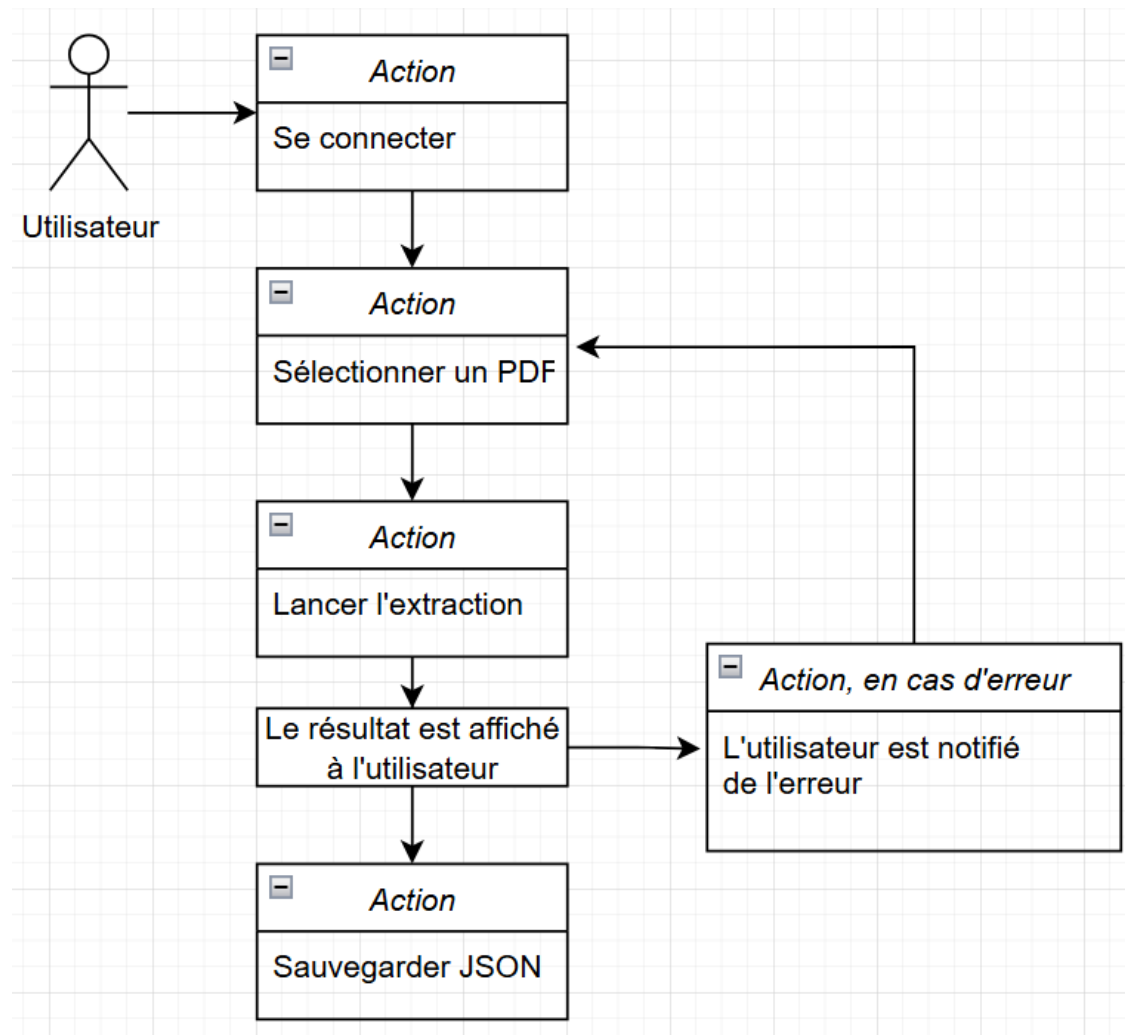 Action
Se connecter
Utilisateur
Action
Sélectionner un PDF
Action
Lancer l'extraction
Le résultat est affiché
à l'utilisateur
Action, en cas d'erreur
L'utilisateur est notifié
de l'erreur
Action
Sauvegarder JSON